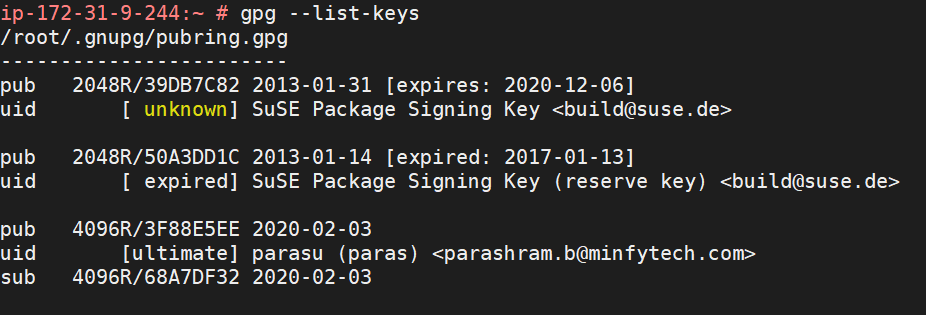 ip-172-31-9-244:~ # gpg --list-keys
/root/.gnupg/pubring.gpg
------------------------
pub   2048R/39DB7C82 2013-01-31 [expires: 2020-12-06]
uid       [ unknown] SuSE Package Signing Key <build@suse.de>
pub   2048R/50A3DD1C 2013-01-14 [expired: 2017-01-13]
uid       [ expired] SuSE Package Signing Key (reserve key) <build@suse.de>
pub   4096R/3F88E5EE 2020-02-03
uid       [ultimate] parasu (paras) <parashram.b@minfytech.com>
sub   4096R/68A7DF32 2020-02-03